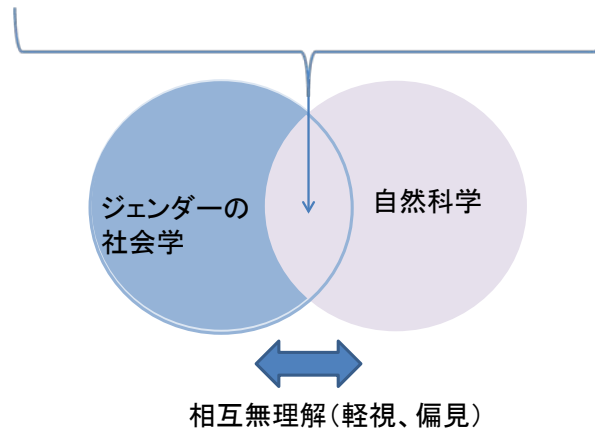 ジェンダーの
社会学
自然科学
相互無理解（軽視、偏見）